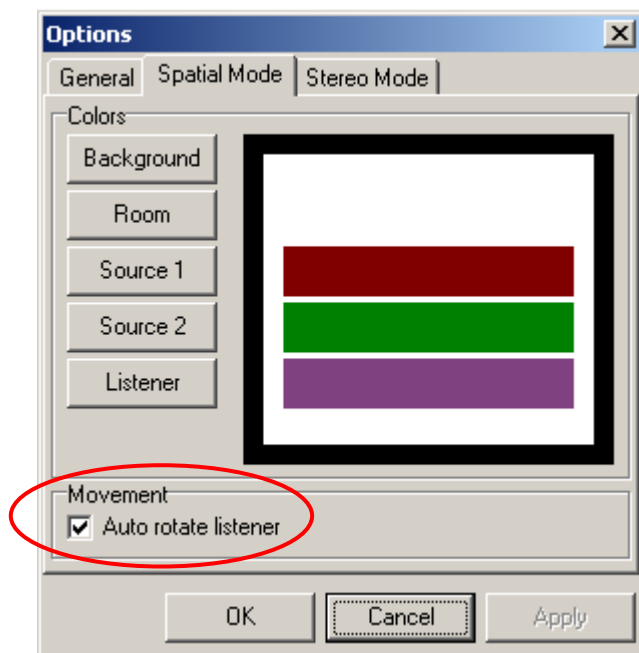 Options
General Spatial Mode Stereo Mode
Colors
Background
Room
Source 1
Source 2
Listener
Movement
Auto rotate listener
OK Cancel Apply